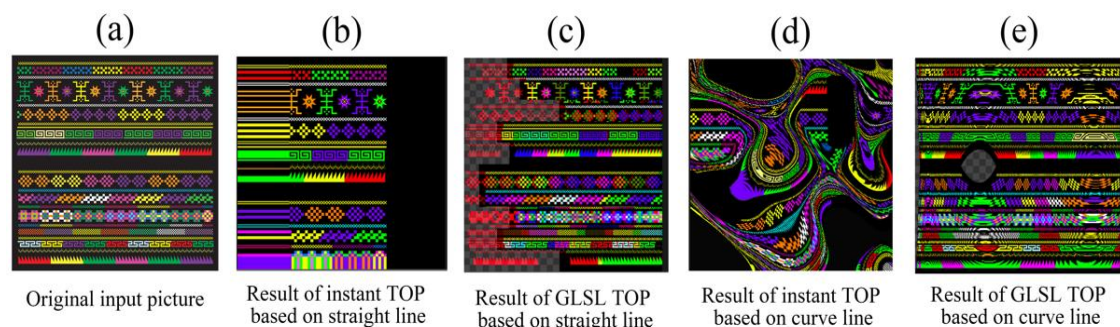 (a)
(b)
(c)
(d)
(e)
Original input picture
Result of instant TOP
based on straight line
Result of GLSL TOP
based on straight line
Result of instant TOP
based on curve line
Result of GLSL TOP
based on curve line